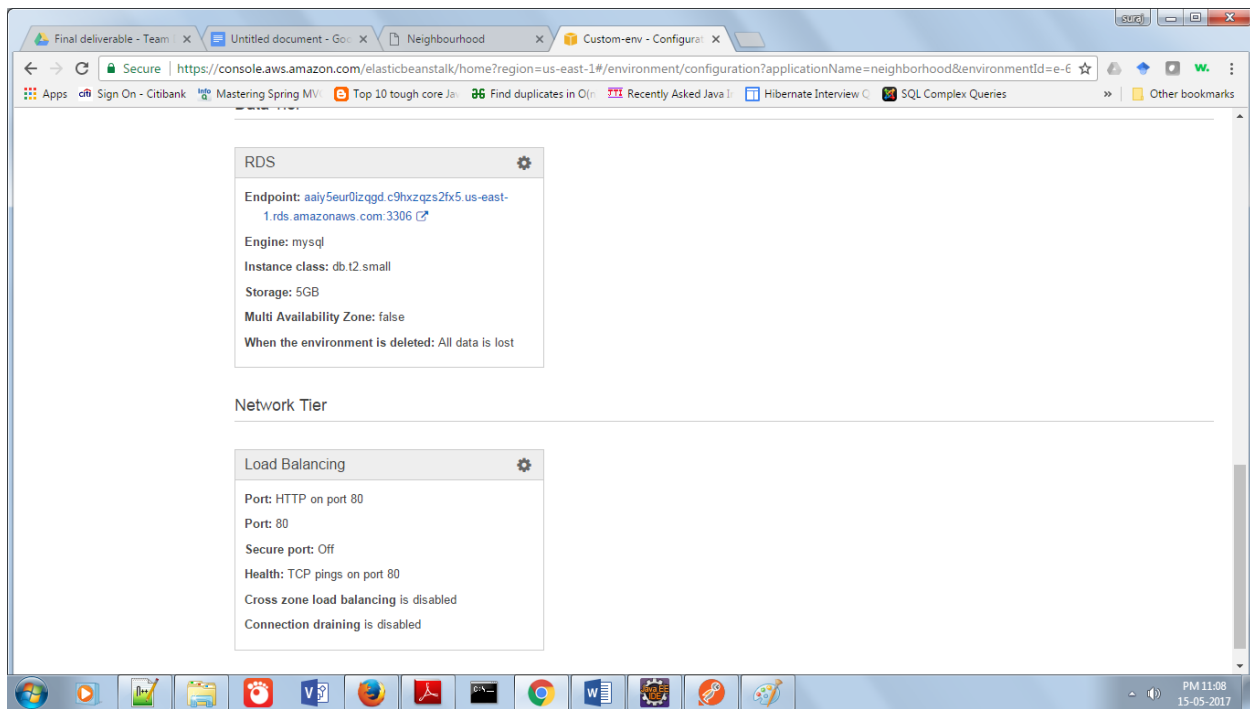 suraj
Final deliverable - Team
Untitled document - Goo
Neighbourhood
Custom-env - Configurat
Secure | https://console.aws.amazon.com/elasticbeanstalk/home?region=us-east-1#/environment/configuration?applicationName=neighborhood&environmentId=e-6
Apps
Sign On - Citibank
Mastering Spring MV
Top 10 tough core Ja
Find duplicates in O(n
Recently Asked Java I
Hibernate Interview Q
SQL Complex Queries
»
Other bookmarks
Data Tier
RDS
Endpoint: aaiy5eur0izqgd.c9hxzqzs2fx5.us-east-
1.rds.amazonaws.com:3306
Engine: mysql
Instance class: db.t2.small
Storage: 5GB
Multi Availability Zone: false
When the environment is deleted: All data is lost
Network Tier
Load Balancing
Port: HTTP on port 80
Port: 80
Secure port: Off
Health: TCP pings on port 80
Cross zone load balancing is disabled
Connection draining is disabled
PM 11:08
15-05-2017